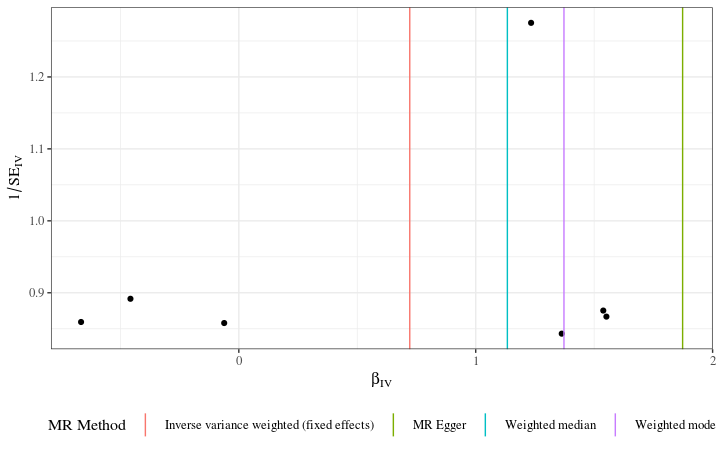 1.2
1.1
1.0
0.9
1/SE_IV
0 1 2
β_IV
MR Method Inverse variance weighted (fixed effects) MR Egger Weighted median Weighted mode